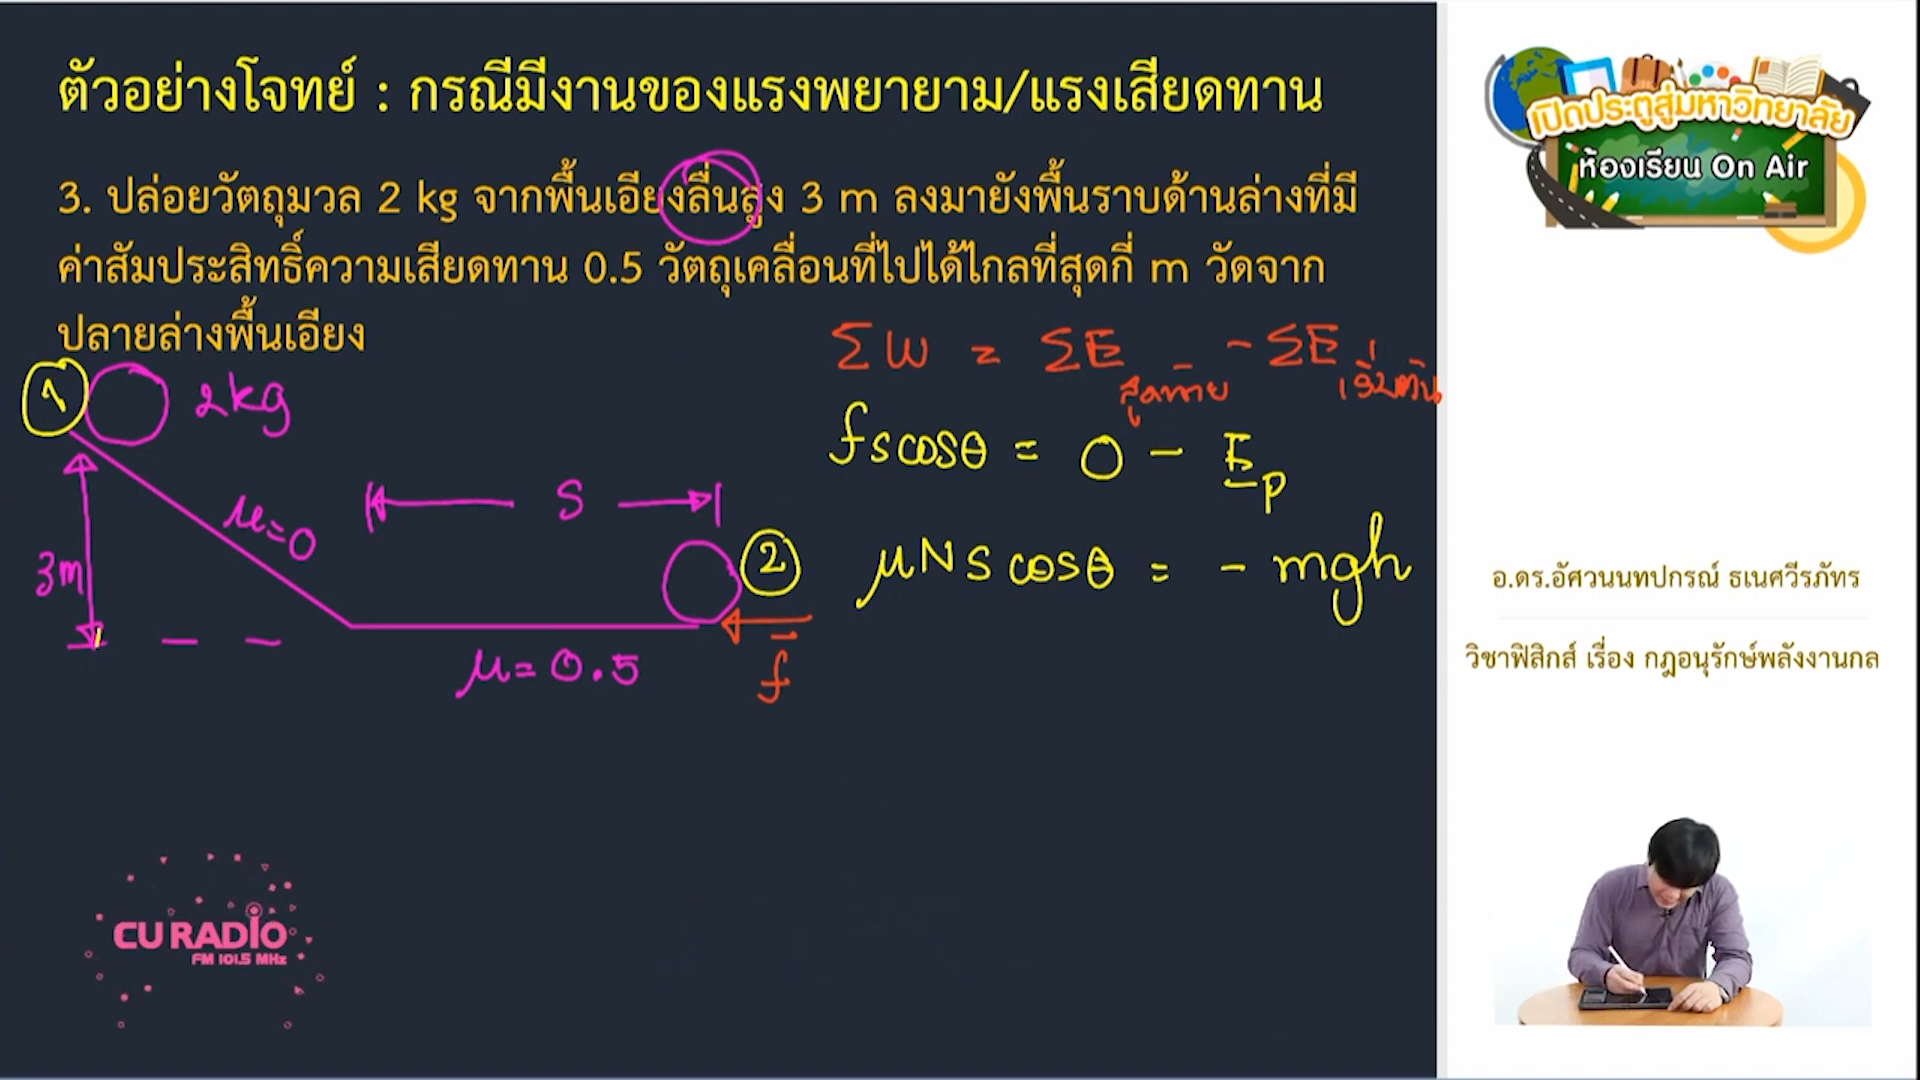 ตัวอย่างโจทย์ : กรณีมีงานของแรงพยายาม/แรงเสียดทาน
3. ปล่อยวัตถุมวล 2 kg จากพื้นเอียงลื่นสูง 3 m ลงมายังพื้นราบด้านล่างที่มี
ค่าสัมประสิทธิ์ความเสียดทาน 0.5 วัตถุเคลื่อนที่ไปได้ไกลที่สุดกี่ m วัดจาก
ปลายล่างพื้นเอียง
ΣW = ΣE สุดท้าย - ΣE เริ่มต้น
1
2kg
fscosθ = 0 - Ep
μ=0
S
3m
2
μNScosθ = - mgh
μ=0.5
f
CU RADIO
FM 101.5 MHz
เปิดประตูสู่มหาวิทยาลัย
ห้องเรียน On Air
อ.ดร.อัศวนนทปกรณ์ ธเนศวีรภัทร
วิชาฟิสิกส์ เรื่อง กฎอนุรักษ์พลังงานกล